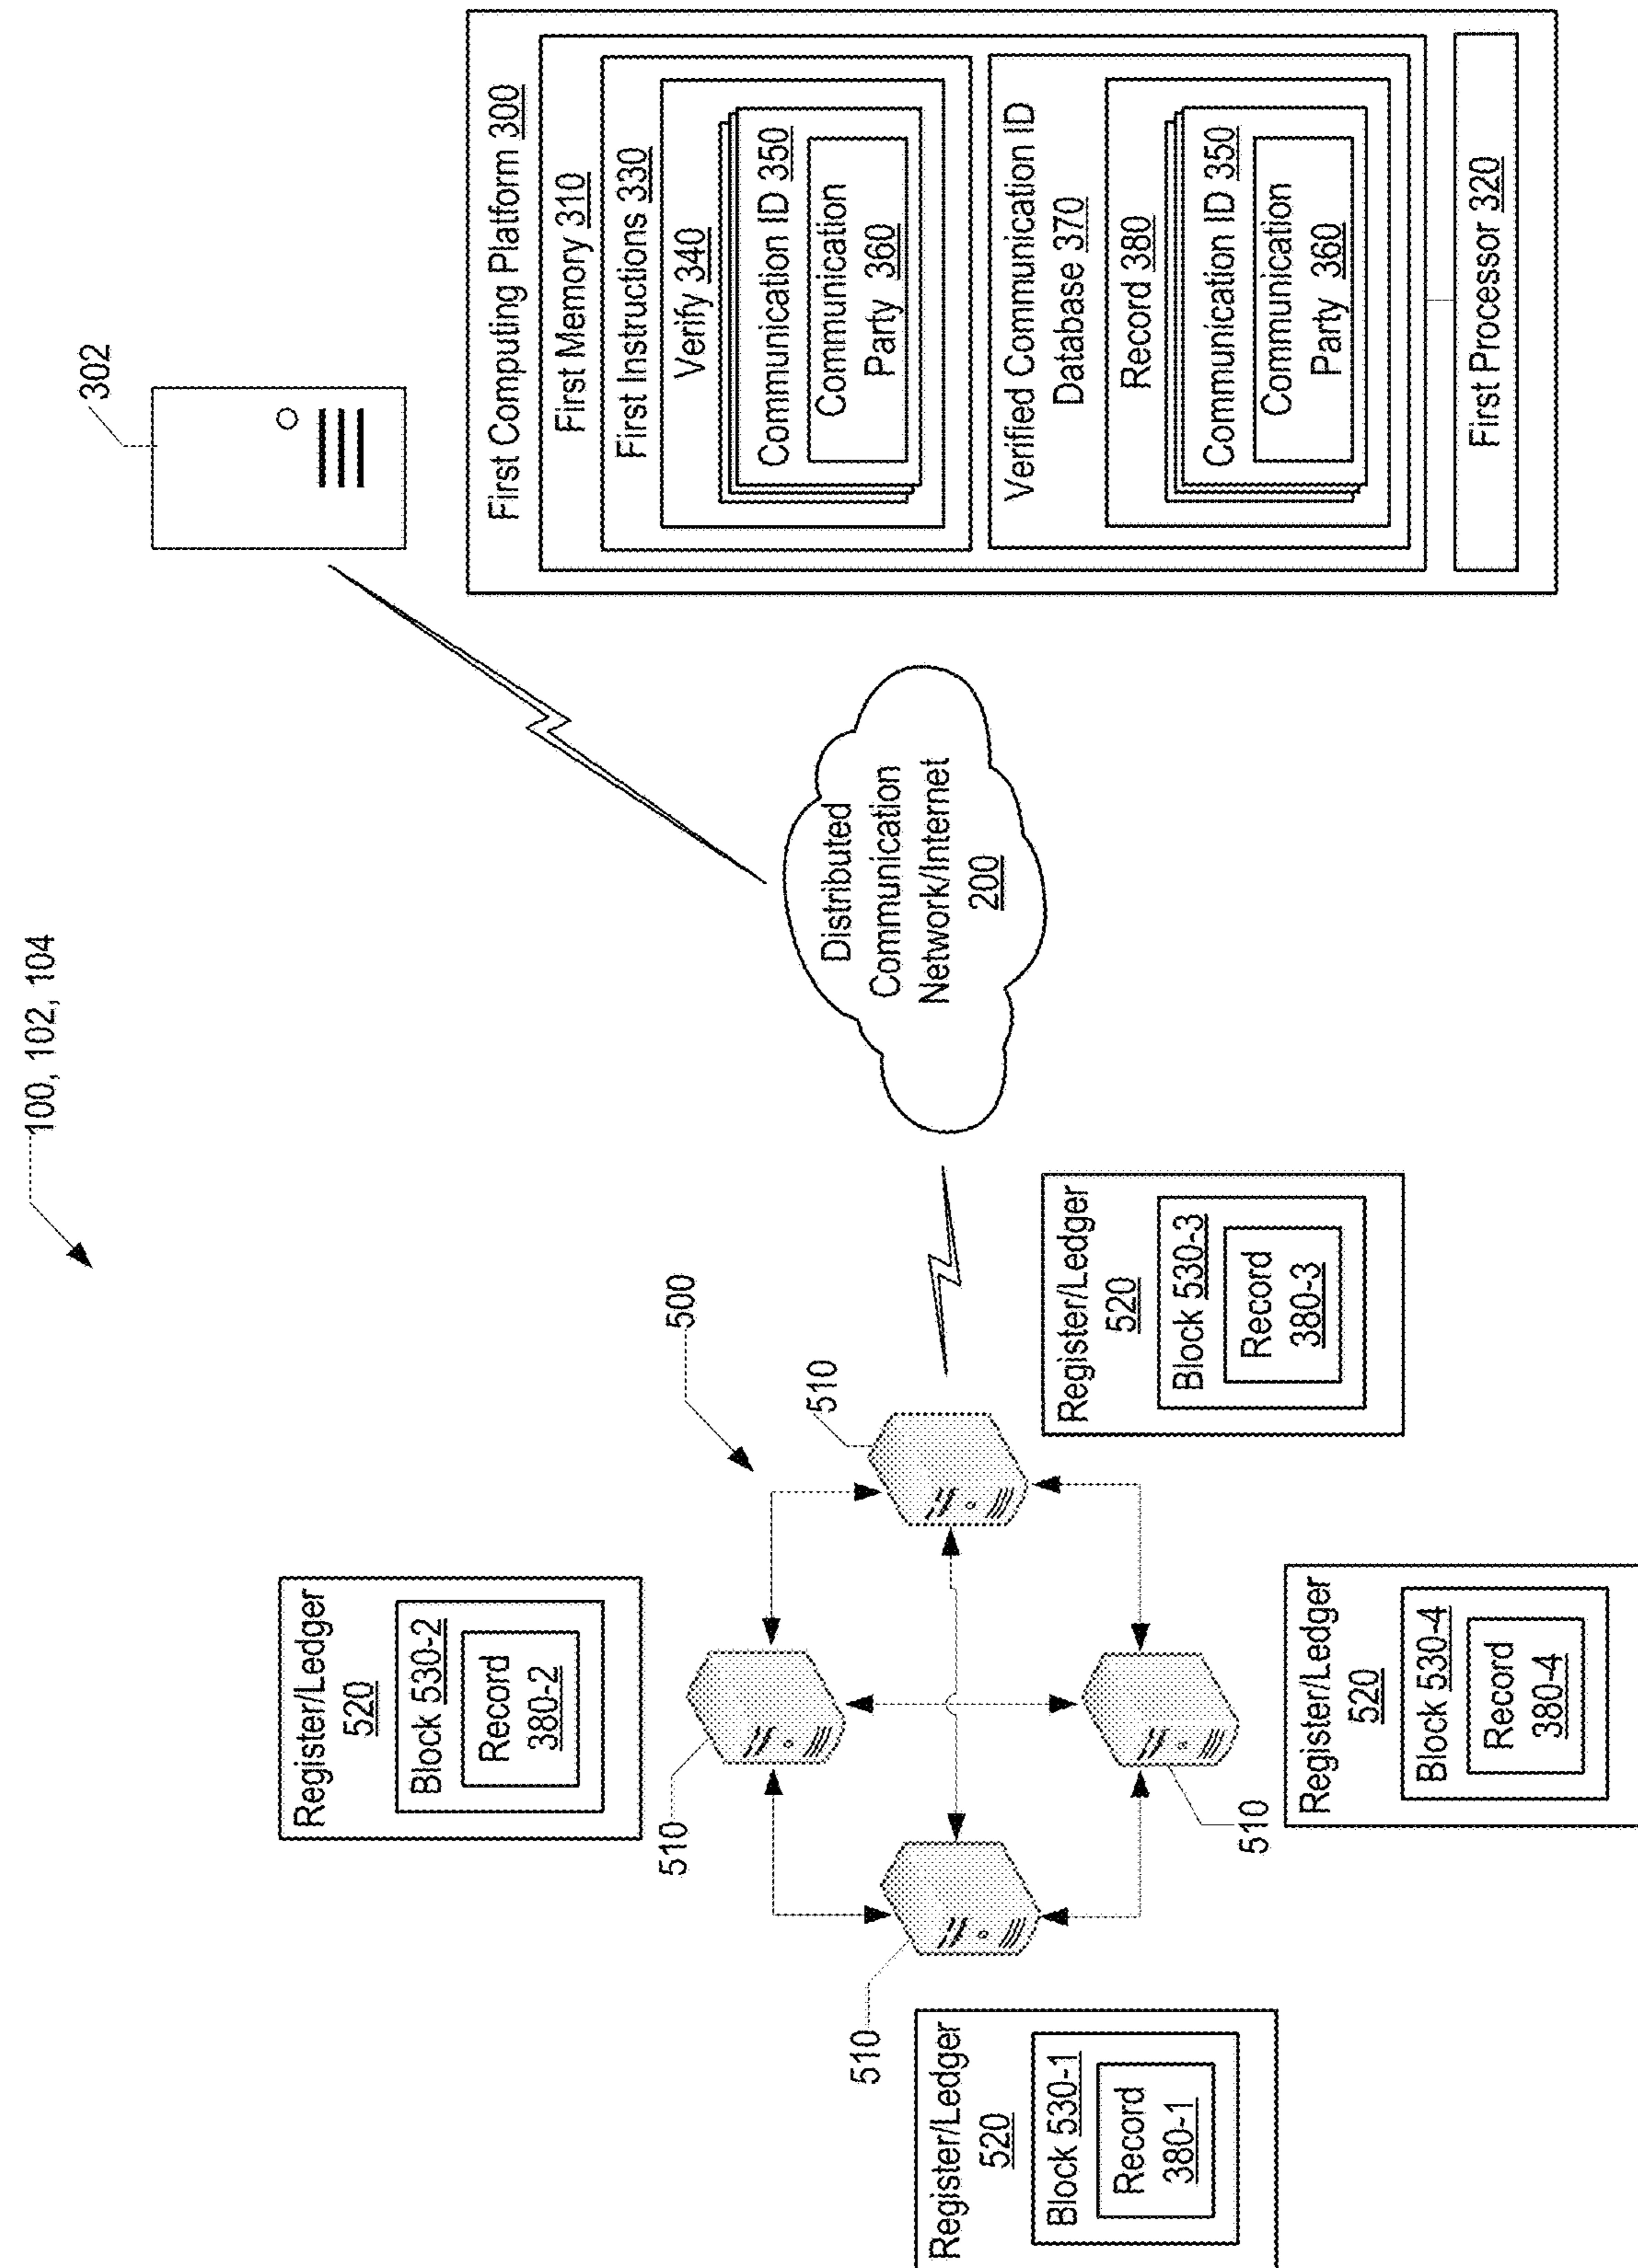 100, 102, 104
302
First Computing Platform 300
First Memory 310
First Instructions 330
Verify 340
Communication ID 350
Communication
Party 360
Verified Communication ID
Database 370
Record 380
Communication ID 350
Communication
Party 360
First Processor 320
Distributed
Communication
Network/Internet
200
500
510
Register/Ledger
520
Block 530-3
Record
380-3
Register/Ledger
520
Block 530-2
Record
380-2
510
510
Register/Ledger
520
Block 530-4
Record
380-4
510
Register/Ledger
520
Block 530-1
Record
380-1